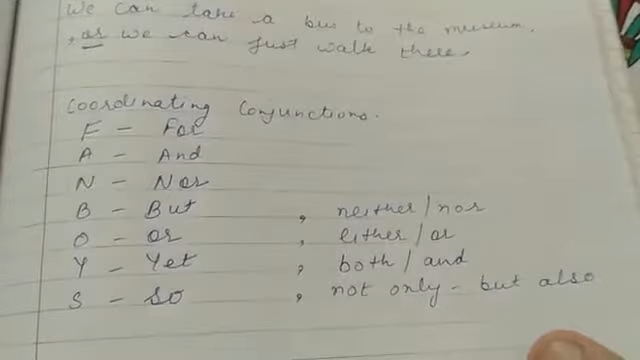 We can take a bus to the museum,
, or we can just walk there.
Coordinating Conjunctions.
F - For
A - And
N - Nor
B - But , neither / nor
O - or , either / or
Y - Yet , both / and
S - so , not only - but also